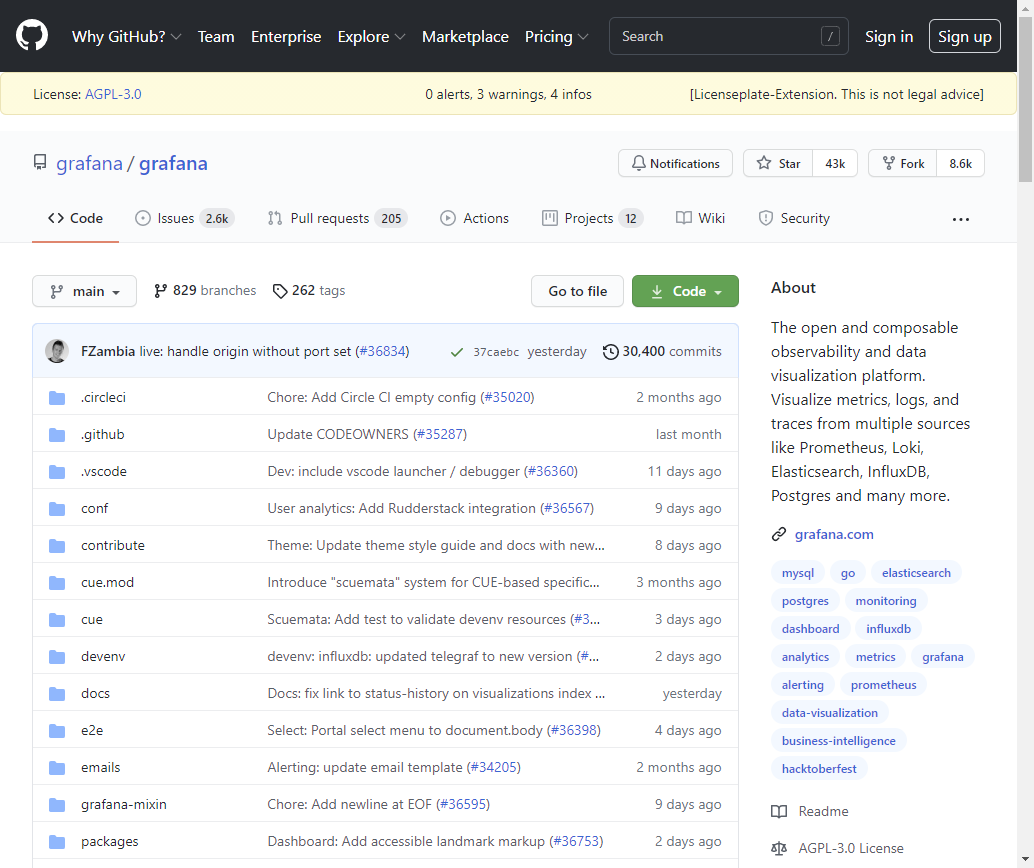 Why GitHub? Team Enterprise Explore Marketplace Pricing Search / Sign in Sign up
License: AGPL-3.0 0 alerts, 3 warnings, 4 infos [Licenseplate-Extension. This is not legal advice]
grafana / grafana Notifications Star 43k Fork 8.6k
Code Issues 2.6k Pull requests 205 Actions Projects 12 Wiki Security ...
main 829 branches 262 tags Go to file Code
FZambia live: handle origin without port set (#36834) 37caebc yesterday 30,400 commits
.circleci Chore: Add Circle CI empty config (#35020) 2 months ago
.github Update CODEOWNERS (#35287) last month
.vscode Dev: include vscode launcher / debugger (#36360) 11 days ago
conf User analytics: Add Rudderstack integration (#36567) 9 days ago
contribute Theme: Update theme style guide and docs with new... 8 days ago
cue.mod Introduce "scuemata" system for CUE-based specific... 3 months ago
cue Scuemata: Add test to validate devenv resources (#3... 3 days ago
devenv devenv: influxdb: updated telegraf to new version (#... 2 days ago
docs Docs: fix link to status-history on visualizations index ... yesterday
e2e Select: Portal select menu to document.body (#36398) 4 days ago
emails Alerting: update email template (#34205) 2 months ago
grafana-mixin Chore: Add newline at EOF (#36595) 9 days ago
packages Dashboard: Add accessible landmark markup (#36753) 2 days ago
About
The open and composable
observability and data
visualization platform.
Visualize metrics, logs, and
traces from multiple sources
like Prometheus, Loki,
Elasticsearch, InfluxDB,
Postgres and many more.
grafana.com
mysql go elasticsearch
postgres monitoring
dashboard influxdb
analytics metrics grafana
alerting prometheus
data-visualization
business-intelligence
hacktoberfest
Readme
AGPL-3.0 License